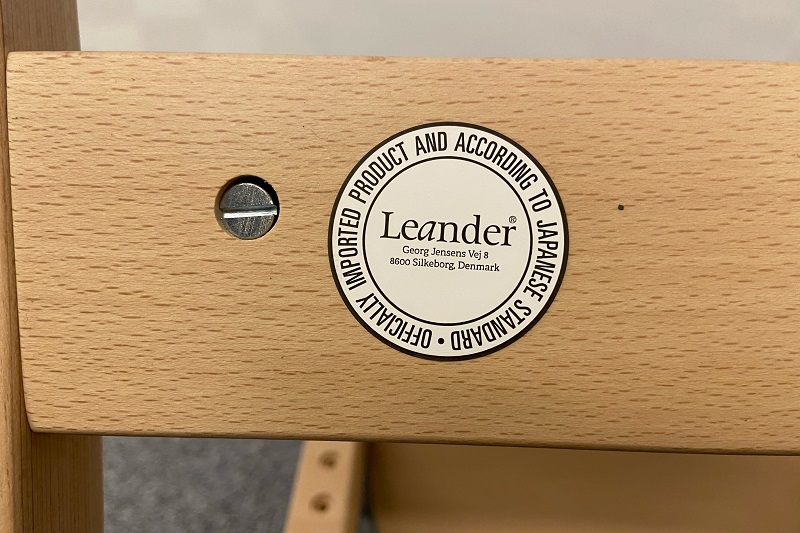 OFFICIALLY IMPORTED PRODUCT AND ACCORDING TO JAPANESE STANDARD •
Leander®
Georg Jensens Vej 8
8600 Silkeborg, Denmark